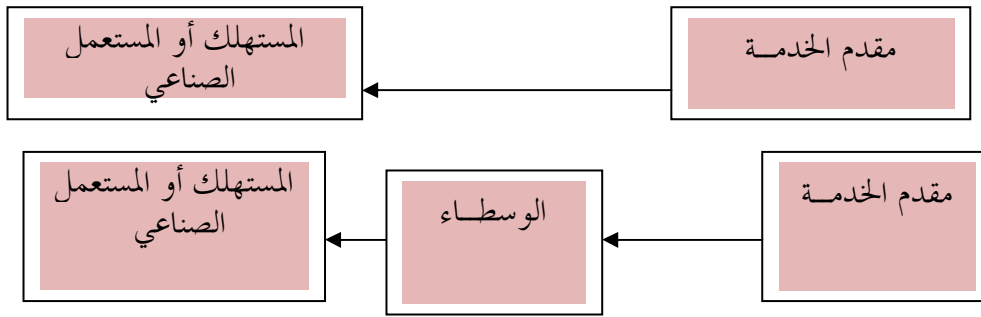 مقدم الخدمــة
المستهلك أو المستعمل
الصناعي
مقدم الخدمــة
الوسطــاء
المستهلك أو المستعمل
الصناعي